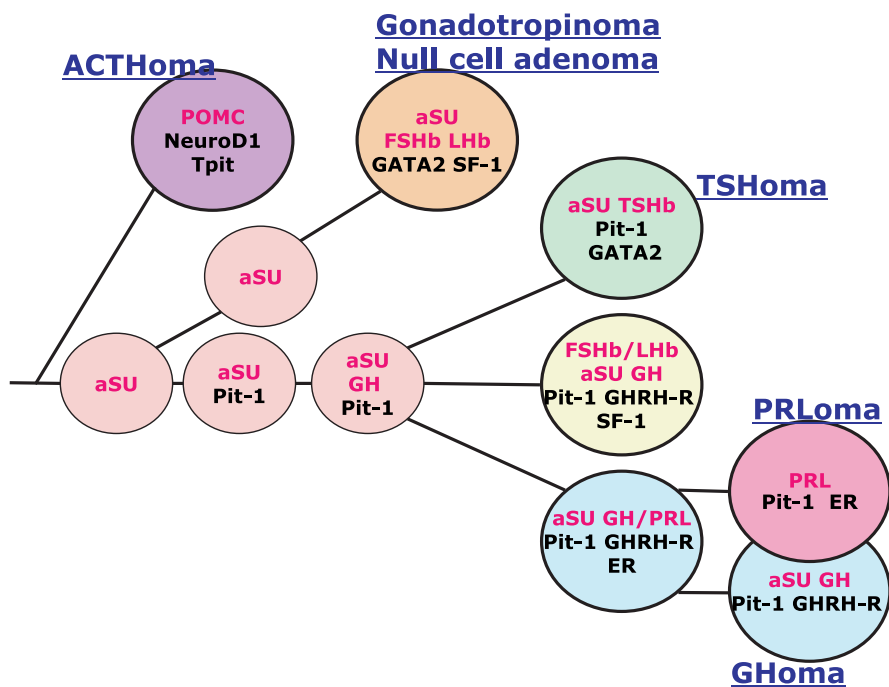 Gonadotropinoma
Null cell adenoma
ACTHoma
POMC
NeuroD1
Tpit
aSU
FSHb LHb
GATA2 SF-1
TSHoma
aSU TSHb
Pit-1
GATA2
aSU
aSU
aSU
Pit-1
aSU
GH
Pit-1
FSHb/LHb
aSU GH
Pit-1 GHRH-R
SF-1
PRLoma
PRL
Pit-1 ER
aSU GH/PRL
Pit-1 GHRH-R
ER
aSU GH
Pit-1 GHRH-R
GHoma